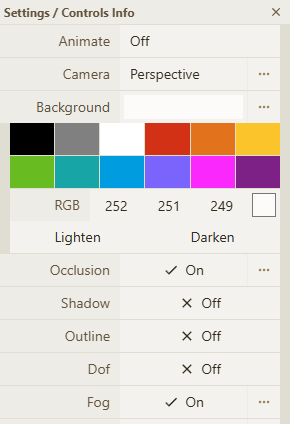 Settings / Controls Info ×
Animate Off
Camera Perspective ...
Background ...
RGB 252 251 249
Lighten Darken
Occlusion ✓ On ...
Shadow ✕ Off
Outline ✕ Off
Dof ✕ Off
Fog ✓ On ...